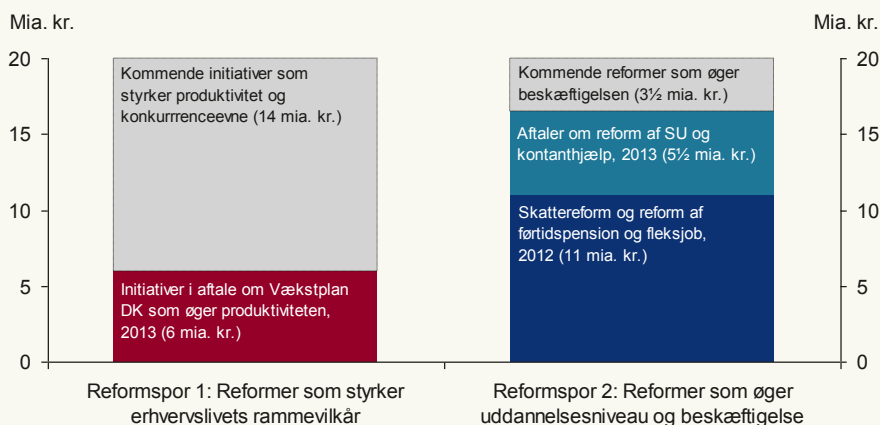 Mia. kr.
Mia. kr.
20
15
10
5
0
Kommende initiativer som
styrker produktivitet og
konkurrrenceevne (14 mia. kr.)
Initiativer i aftale om Vækstplan
DK som øger produktiviteten,
2013 (6 mia. kr.)
Kommende reformer som øger
beskæftigelsen (3½ mia. kr.)
Aftaler om reform af SU og
kontanthjælp, 2013 (5½ mia. kr.)
Skattereform og reform af
førtidspension og fleksjob,
2012 (11 mia. kr.)
20
15
10
5
0
Reformspor 1: Reformer som styrker
erhvervslivets rammevilkår
Reformspor 2: Reformer som øger
uddannelsesniveau og beskæftigelse